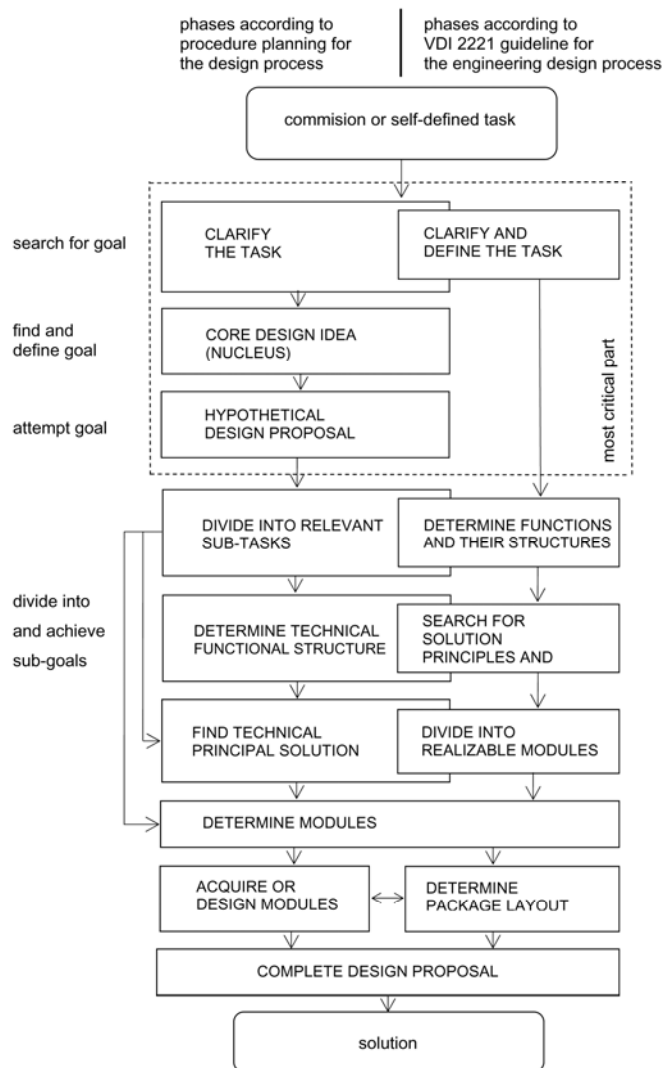 phases according to
procedure planning for
the design process
phases according to
VDI 2221 guideline for
the engineering design process
commision or self-defined task
search for goal
CLARIFY
THE TASK
CLARIFY AND
DEFINE THE TASK
find and
define goal
CORE DESIGN IDEA
(NUCLEUS)
attempt goal
HYPOTHETICAL
DESIGN PROPOSAL
most critical part
DIVIDE INTO RELEVANT
SUB-TASKS
DETERMINE FUNCTIONS
AND THEIR STRUCTURES
divide into
and achieve
sub-goals
DETERMINE TECHNICAL
FUNCTIONAL STRUCTURE
SEARCH FOR
SOLUTION
PRINCIPLES AND
FIND TECHNICAL
PRINCIPAL SOLUTION
DIVIDE INTO
REALIZABLE MODULES
DETERMINE MODULES
ACQUIRE OR
DESIGN MODULES
DETERMINE
PACKAGE LAYOUT
COMPLETE DESIGN PROPOSAL
solution